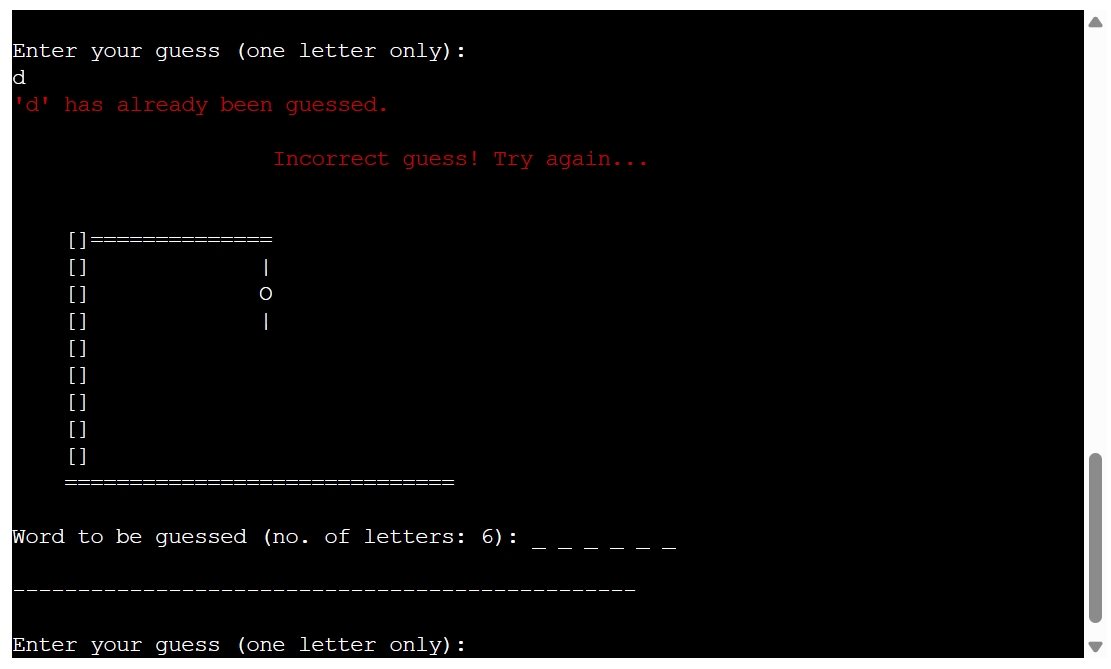 Enter your guess (one letter only):
d
'd' has already been guessed.
Incorrect guess! Try again...
[]==============
[]             |
[]             O
[]             |
[]
[]
[]
[]
[]
==============================
Word to be guessed (no. of letters: 6): _ _ _ _ _ _
------------------------------------------------
Enter your guess (one letter only):